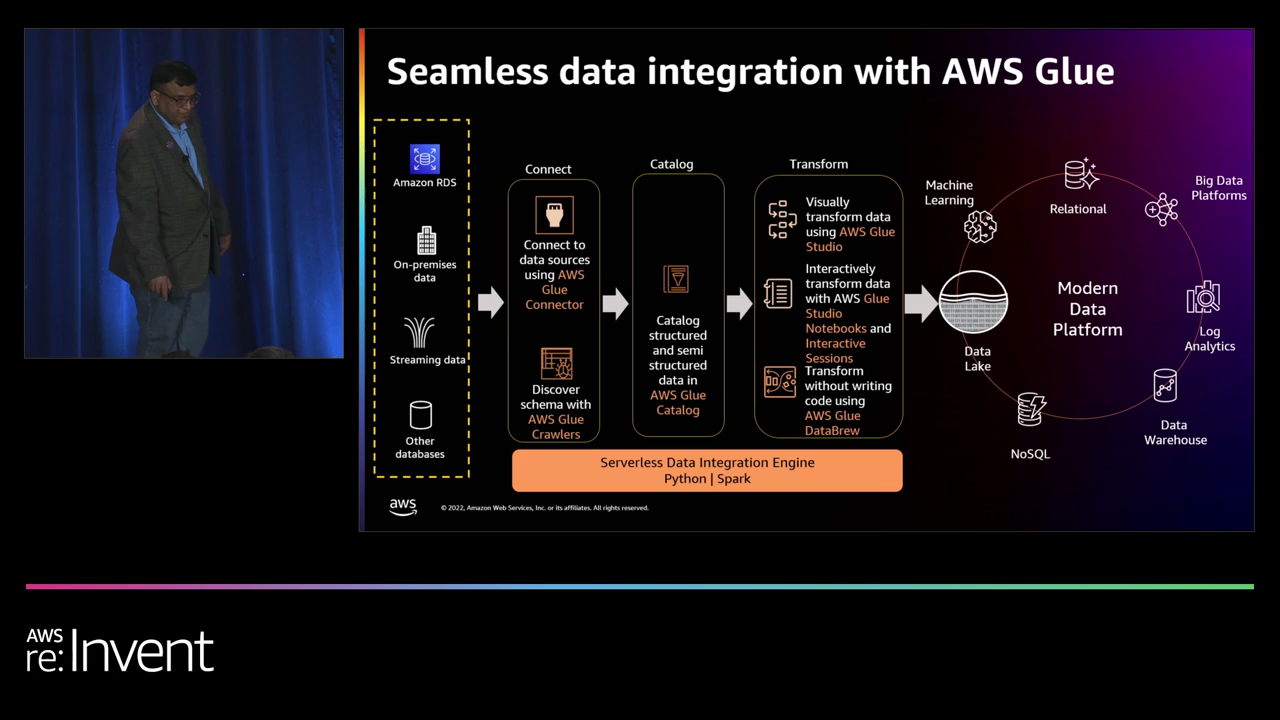 Seamless data integration with AWS Glue
Amazon RDS
On-premises
data
Streaming data
Other
databases
Connect
Connect to
data sources
using AWS
Glue
Connector
Discover
schema with
AWS Glue
Crawlers
Catalog
Catalog
structured
and semi
structured
data in
AWS Glue
Catalog
Transform
Visually
transform data
using AWS Glue
Studio
Interactively
transform data
with AWS Glue
Studio
Notebooks and
Interactive
Sessions
Transform
without writing
code using
AWS Glue
DataBrew
Serverless Data Integration Engine
Python | Spark
Machine
Learning
Relational
Big Data
Platforms
Modern
Data
Platform
Log
Analytics
Data
Lake
Data
Warehouse
NoSQL
aws
© 2022, Amazon Web Services, Inc. or its affiliates. All rights reserved.
AWS
re:Invent